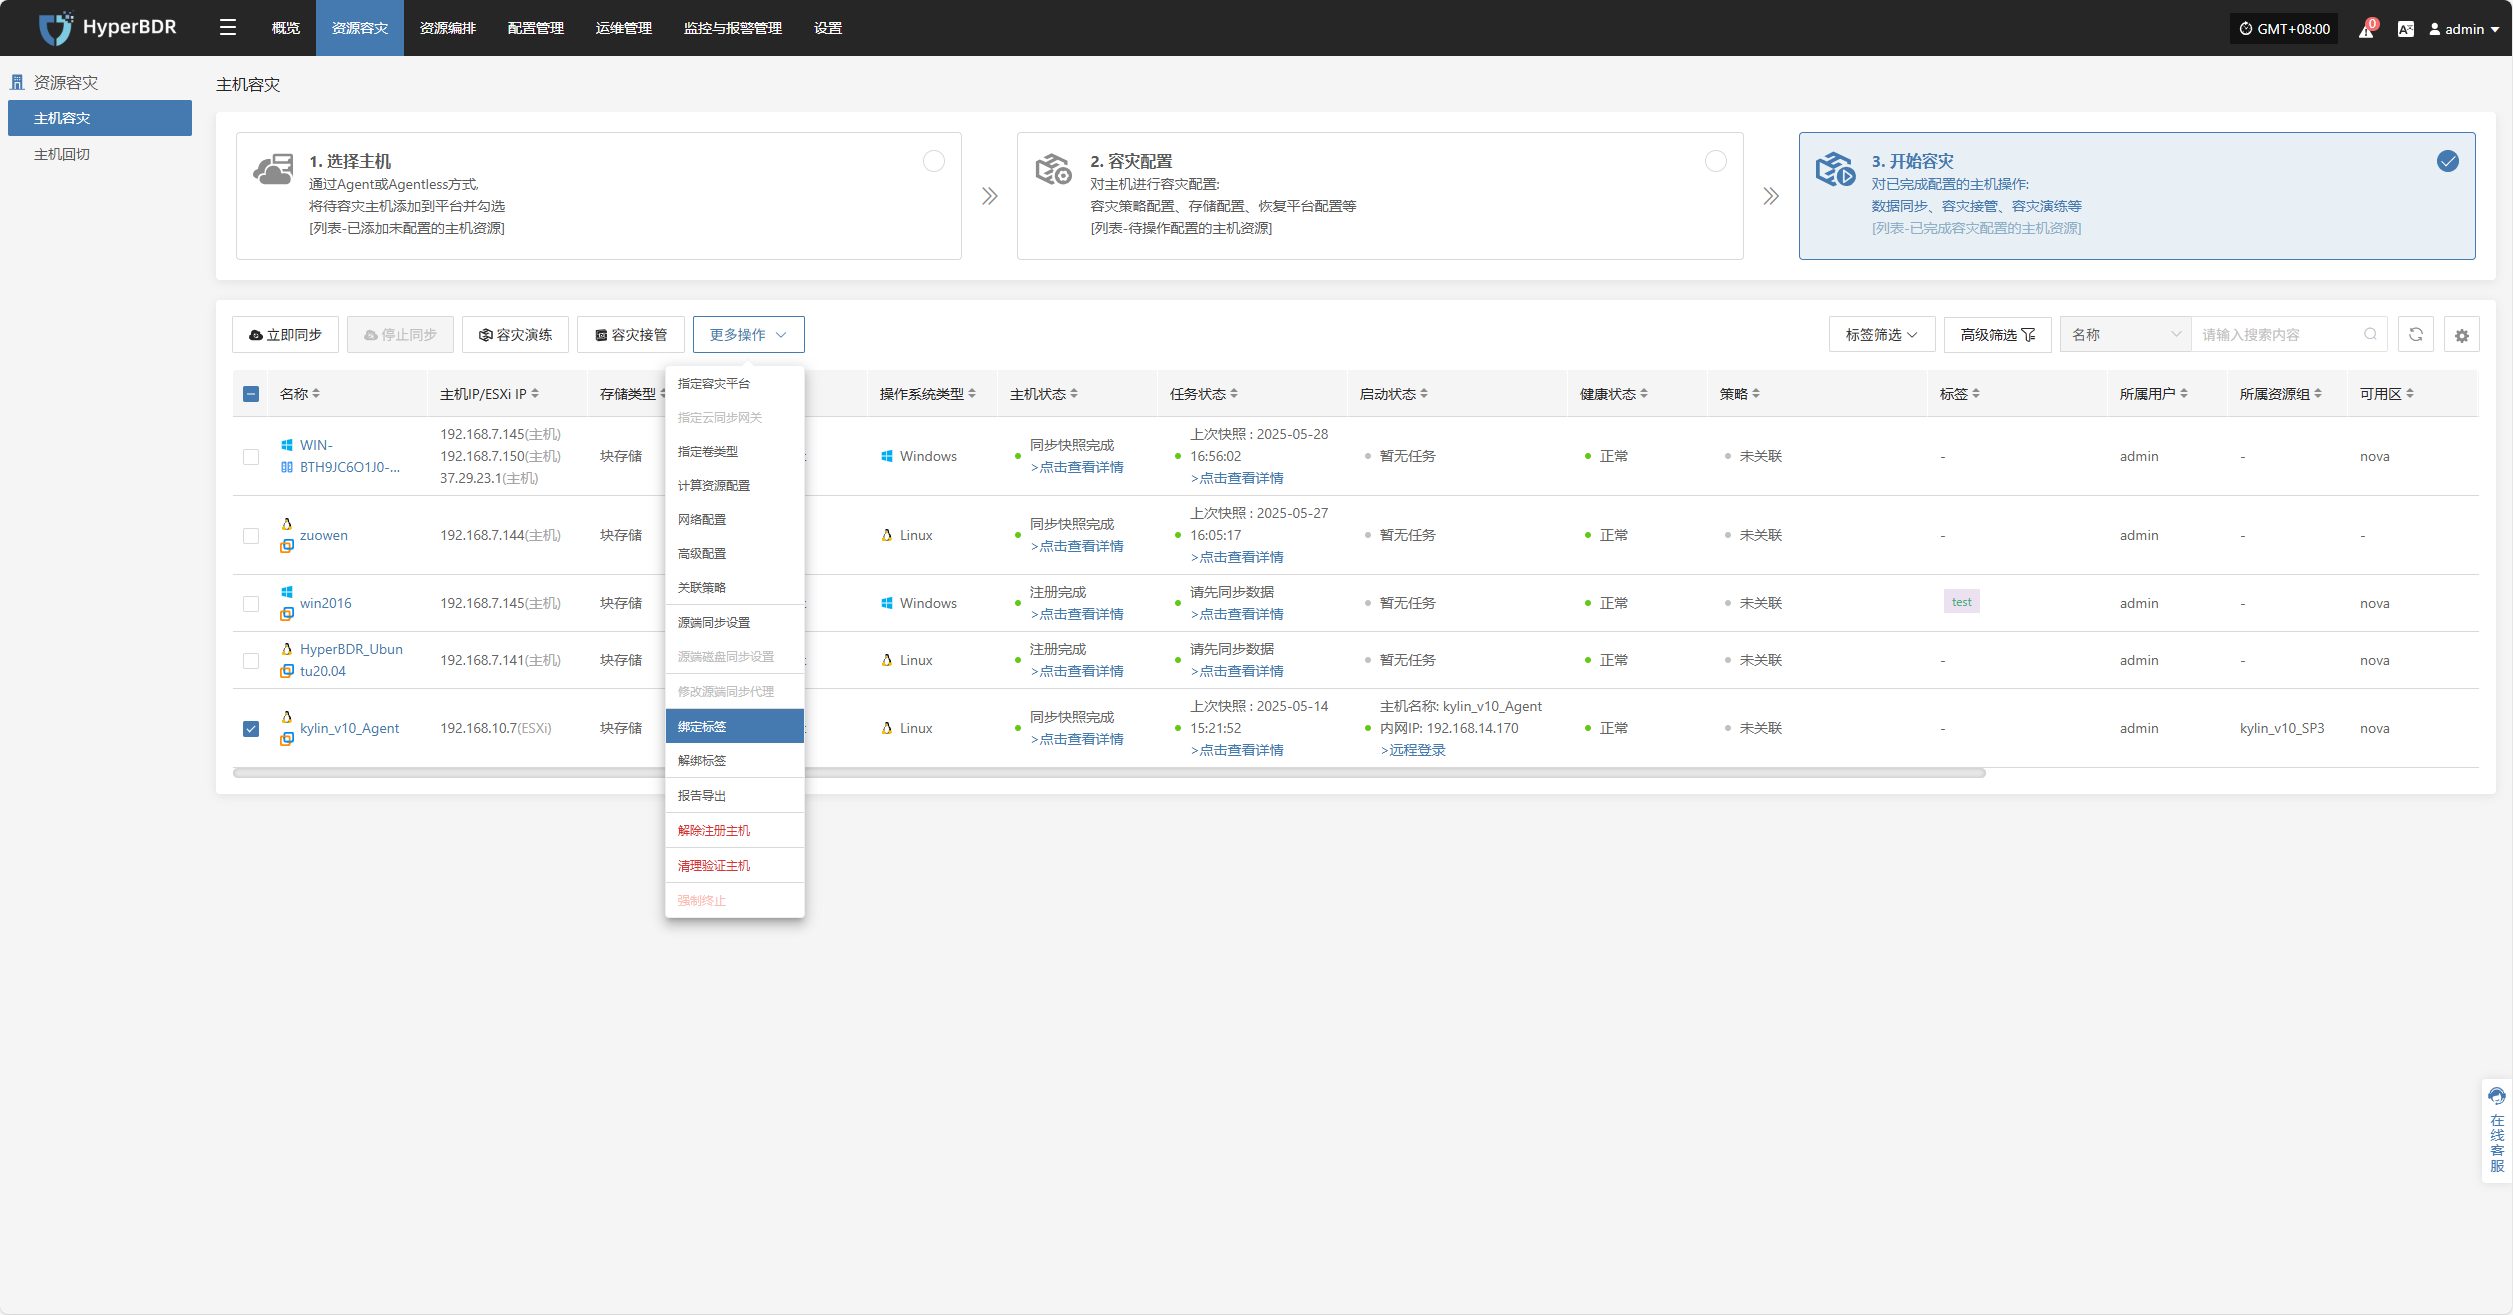 HyperBDR
概览
资源容灾
资源编排
配置管理
运维管理
监控与报警管理
设置
GMT+08:00
0
admin
资源容灾
主机容灾
主机回切
主机容灾
1. 选择主机
通过Agent或Agentless方式,
将待容灾主机添加到平台并勾选
[列表-已添加未配置的主机资源]
2. 容灾配置
对主机进行容灾配置:
容灾策略配置、存储配置、恢复平台配置等
[列表-待操作配置的主机资源]
3. 开始容灾
对已完成配置的主机操作:
数据同步、容灾接管、容灾演练等
[列表-已完成容灾配置的主机资源]
立即同步
停止同步
容灾演练
容灾接管
更多操作
标签筛选
高级筛选
名称
请输入搜索内容
名称
主机IP/ESXi IP
存储类型
操作系统类型
主机状态
任务状态
启动状态
健康状态
策略
标签
所属用户
所属资源组
可用区
WIN-
BTH9JC6O1J0-...
192.168.7.145(主机)
192.168.7.150(主机)
37.29.23.1(主机)
块存储
Windows
同步快照完成
>点击查看详情
上次快照 : 2025-05-28
16:56:02
>点击查看详情
暂无任务
正常
未关联
-
admin
-
nova
zuowen
192.168.7.144(主机)
块存储
Linux
同步快照完成
>点击查看详情
上次快照 : 2025-05-27
16:05:17
>点击查看详情
暂无任务
正常
未关联
-
admin
-
-
win2016
192.168.7.145(主机)
块存储
Windows
注册完成
>点击查看详情
请先同步数据
>点击查看详情
暂无任务
正常
未关联
test
admin
-
nova
HyperBDR_Ubun
tu20.04
192.168.7.141(主机)
块存储
Linux
注册完成
>点击查看详情
请先同步数据
>点击查看详情
暂无任务
正常
未关联
-
admin
-
nova
kylin_v10_Agent
192.168.10.7(ESXi)
块存储
Linux
同步快照完成
>点击查看详情
上次快照 : 2025-05-14
15:21:52
>点击查看详情
主机名称: kylin_v10_Agent
内网IP: 192.168.14.170
>远程登录
正常
未关联
-
admin
kylin_v10_SP3
nova
指定容灾平台
指定云同步网关
指定卷类型
计算资源配置
网络配置
高级配置
关联策略
源端同步设置
源端磁盘同步设置
修改源端同步代理
绑定标签
解绑标签
报告导出
解除注册主机
清理验证主机
强制终止
在
线
客
服